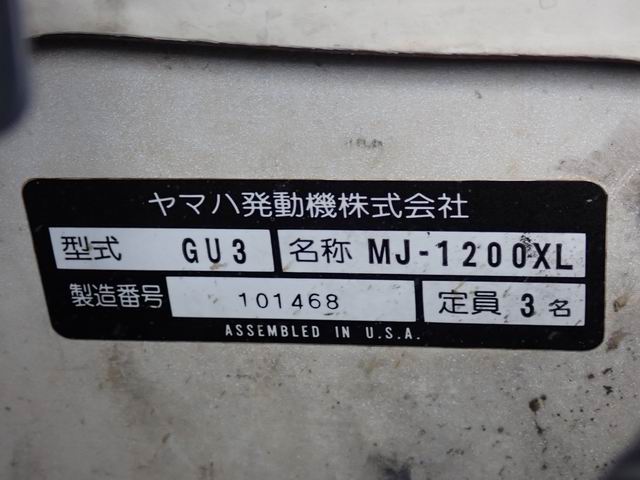 ヤマハ発動機株式会社
型式 GU3 名称 MJ-1200XL
製造番号 101468 定員 3名
ASSEMBLED IN U.S.A.